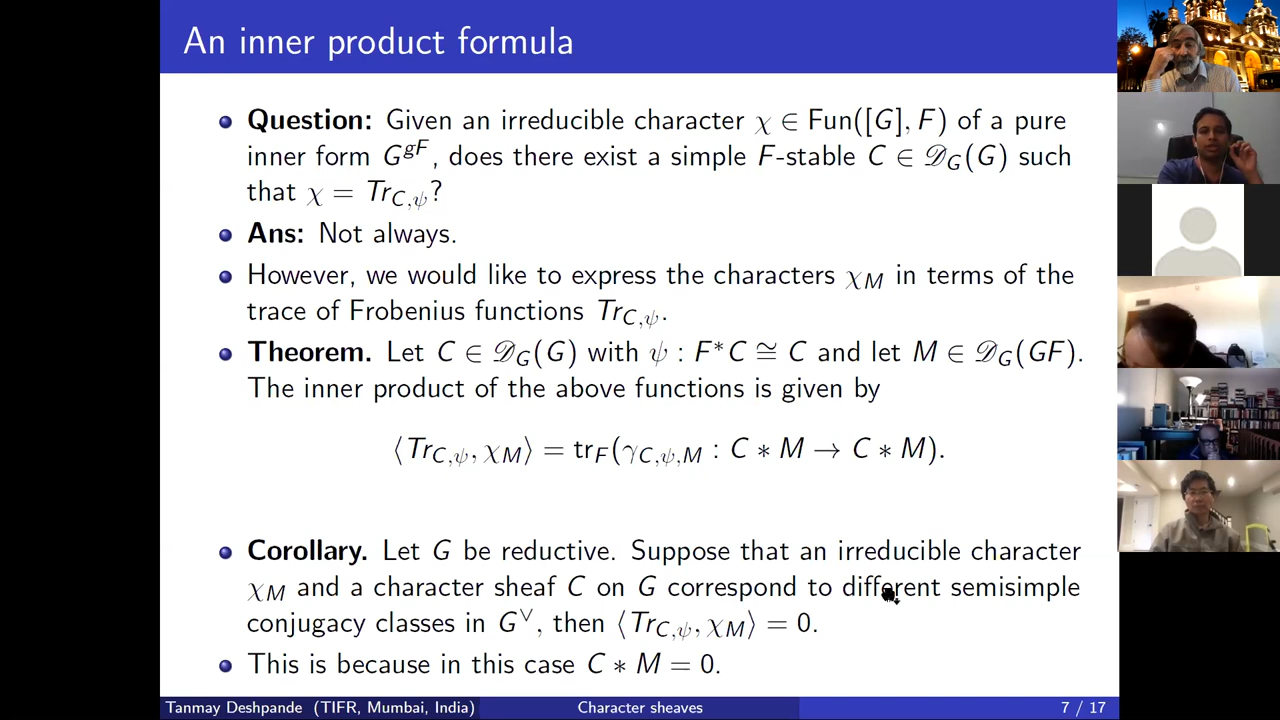 An inner product formula
Question: Given an irreducible character χ ∈ Fun([G], F) of a pure
inner form G^{gF}, does there exist a simple F-stable C ∈ 𝒟_G(G) such
that χ = Tr_{C,ψ}?
Ans: Not always.
However, we would like to express the characters χ_M in terms of the
trace of Frobenius functions Tr_{C,ψ}.
Theorem. Let C ∈ 𝒟_G(G) with ψ : F*C ≅ C and let M ∈ 𝒟_G(GF).
The inner product of the above functions is given by
⟨Tr_{C,ψ}, χ_M⟩ = tr_F(γ_{C,ψ,M} : C ∗ M → C ∗ M).
Corollary. Let G be reductive. Suppose that an irreducible character
χ_M and a character sheaf C on G correspond to different semisimple
conjugacy classes in G^∨, then ⟨Tr_{C,ψ}, χ_M⟩ = 0.
This is because in this case C ∗ M = 0.
Tanmay Deshpande (TIFR, Mumbai, India) Character sheaves 7 / 17